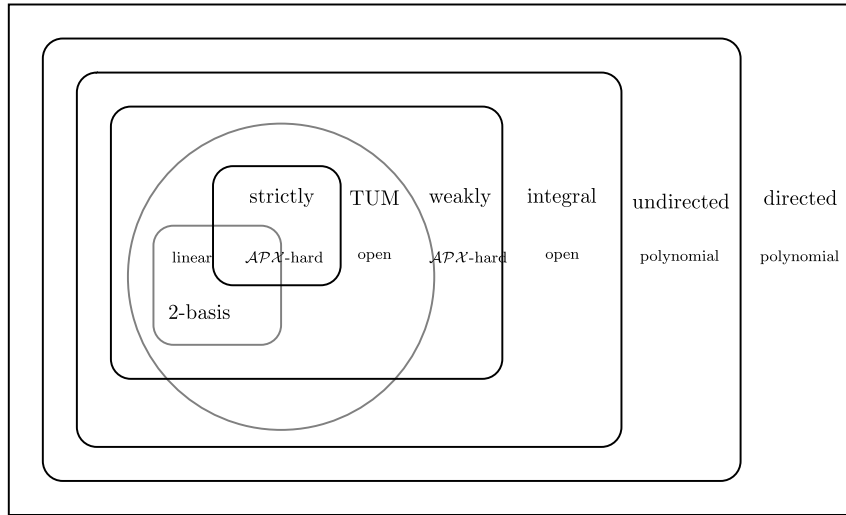 strictly TUM weakly integral undirected directed
linear 𝒜𝒫𝒳-hard open 𝒜𝒫𝒳-hard open polynomial polynomial
2-basis